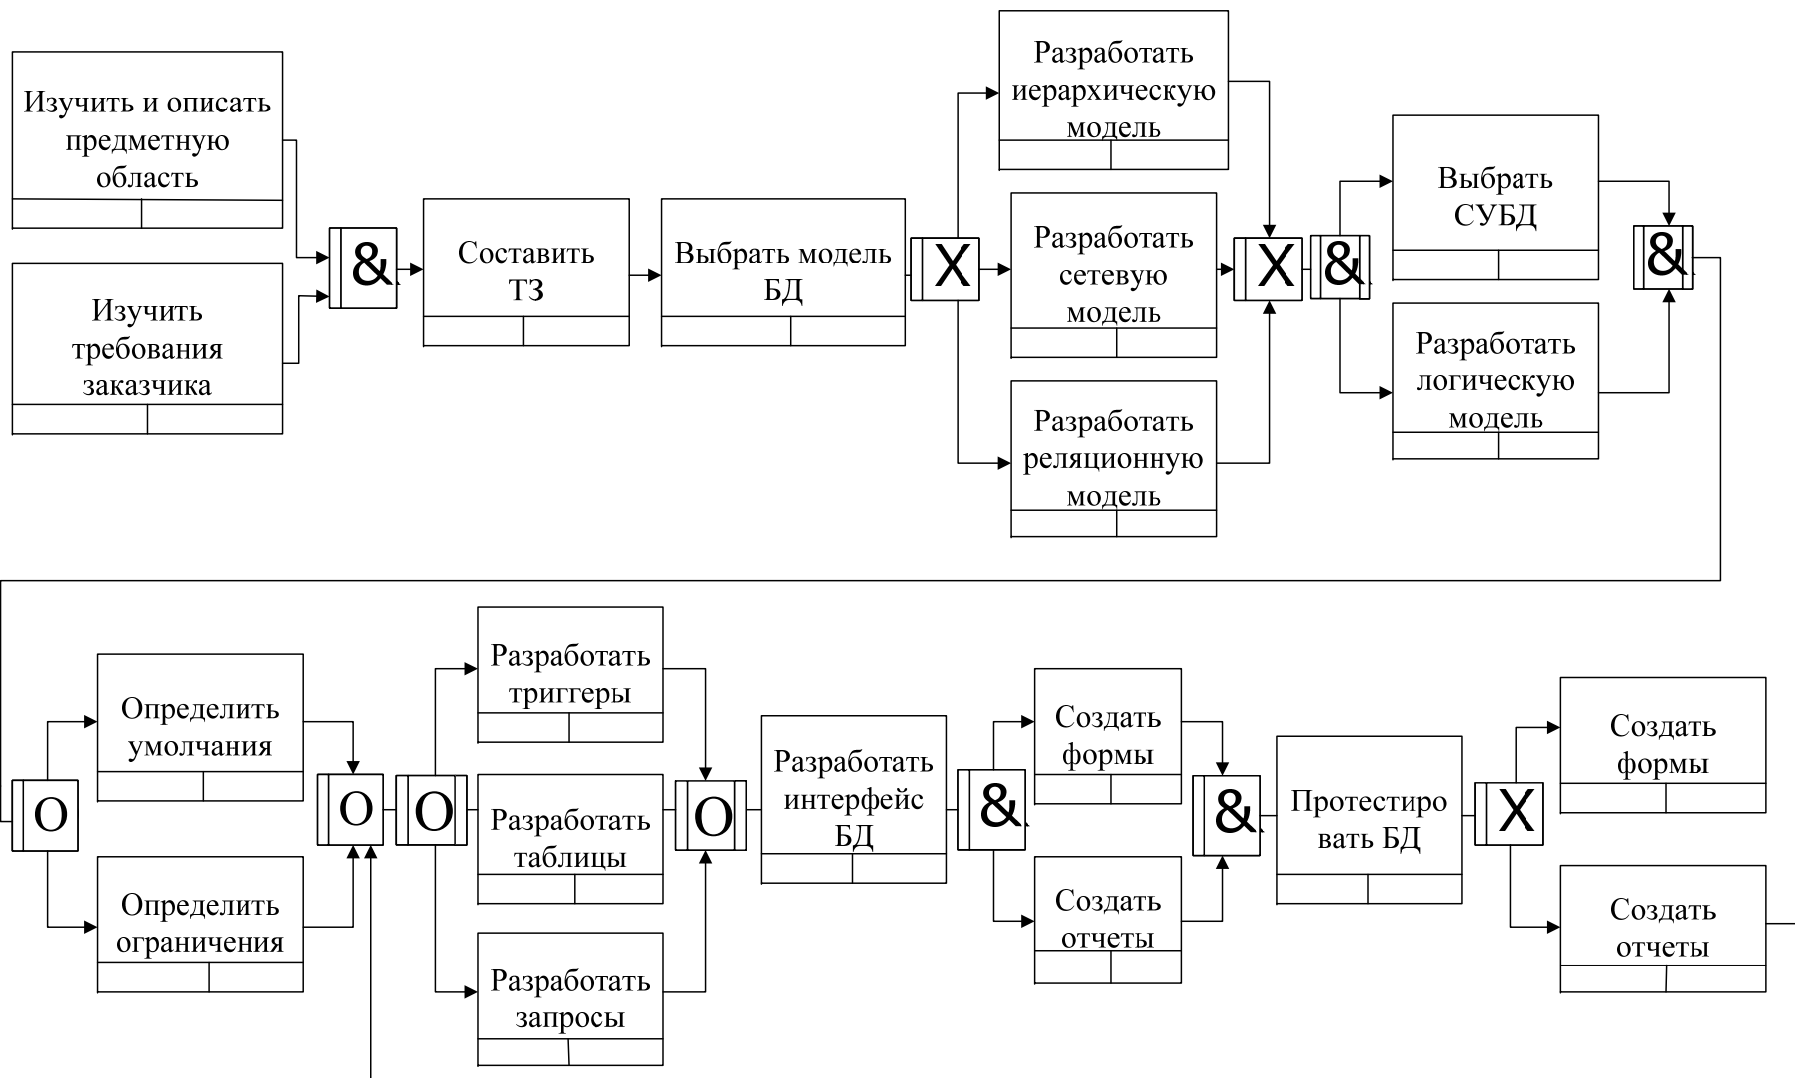 Изучить и описать
предметную
область
Изучить
требования
заказчика
&
Составить
ТЗ
Выбрать модель
БД
X
Разработать
иерархическую
модель
Разработать
сетевую
модель
Разработать
реляционную
модель
X
&
Выбрать
СУБД
Разработать
логическую
модель
&
O
Определить
умолчания
Определить
ограничения
O
O
Разработать
триггеры
Разработать
таблицы
Разработать
запросы
O
Разработать
интерфейс
БД
&
Создать
формы
Создать
отчеты
&
Протестиро
вать БД
X
Создать
формы
Создать
отчеты